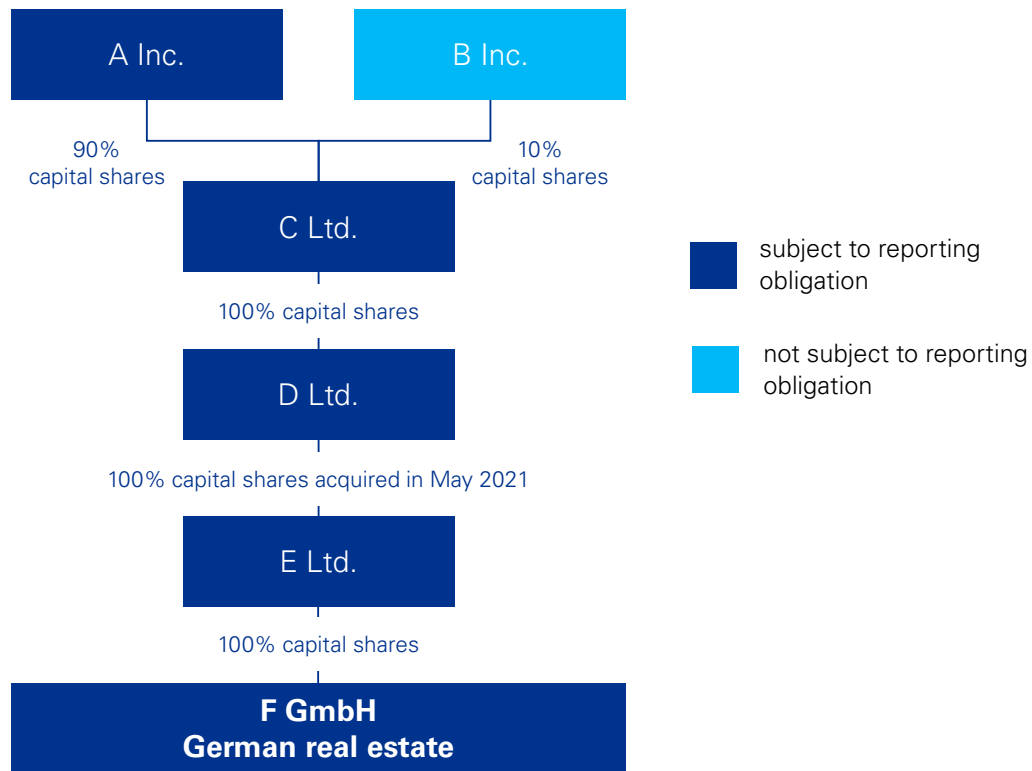 A Inc.
B Inc.
90%
capital shares
10%
capital shares
C Ltd.
subject to reporting
obligation
100% capital shares
not subject to reporting
obligation
D Ltd.
100% capital shares acquired in May 2021
E Ltd.
100% capital shares
F GmbH
German real estate